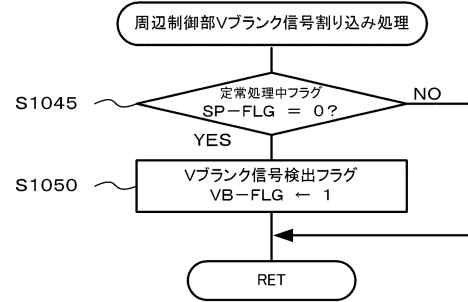 周辺制御部Vブランク信号割り込み処理
S1045
定常処理中フラグ
SP－FLG ＝ 0？
NO
YES
S1050
Vブランク信号検出フラグ
VB－FLG ← 1
RET